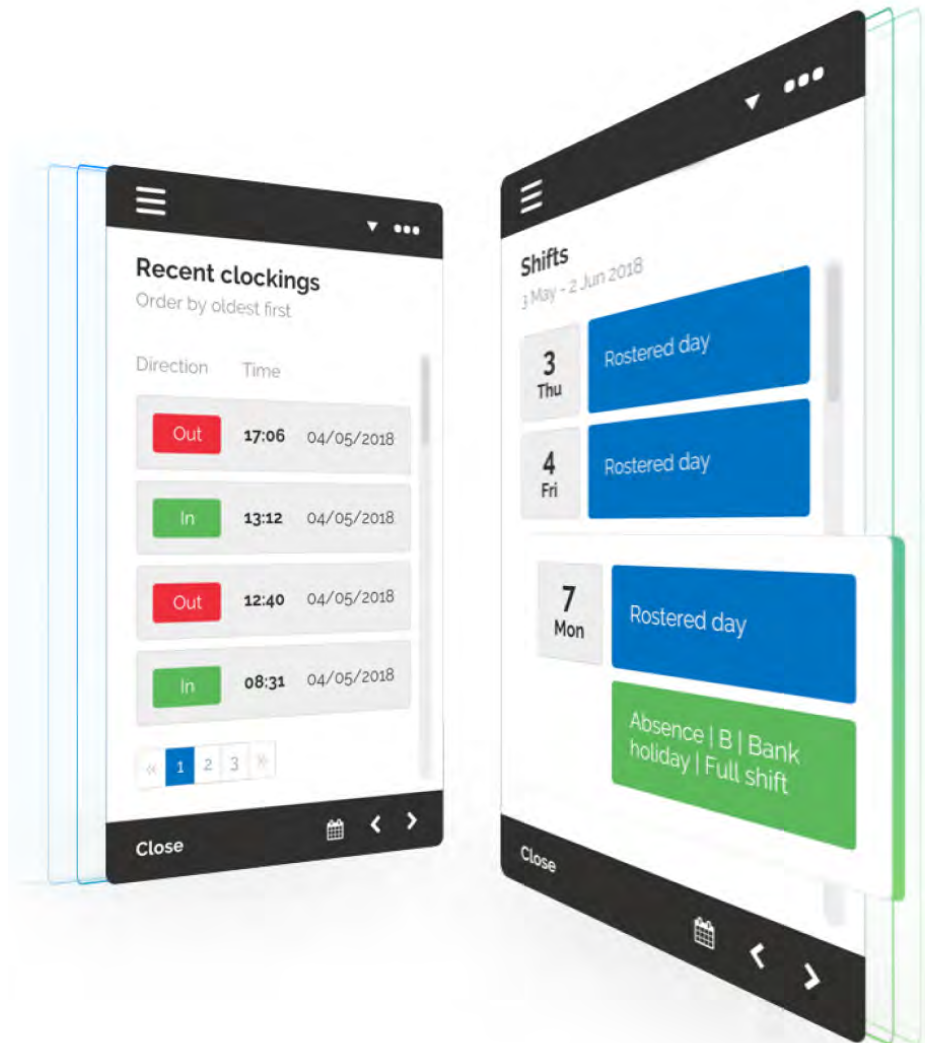 Recent clockings
Order by oldest first
Direction Time
Out 17:06 04/05/2018
In 13:12 04/05/2018
Out 12:40 04/05/2018
In 08:31 04/05/2018
« 1 2 3 »
Close
Shifts
3 May - 2 Jun 2018
3 Rostered day
Thu
4 Rostered day
Fri
7 Rostered day
Mon
Absence | B | Bank
holiday | Full shift
Close